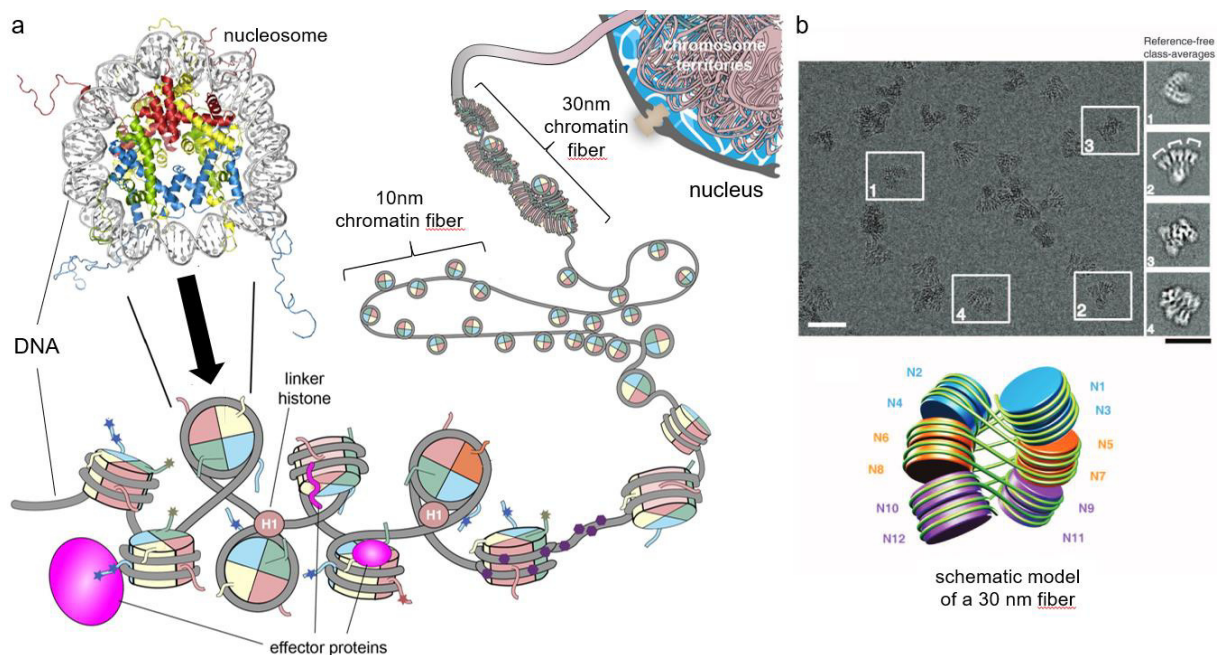 a
nucleosome
chromosome
territories
30nm
chromatin
fiber
nucleus
10nm
chromatin fiber
DNA
linker
histone
H1
H1
effector proteins
b
Reference-free
class-averages
1
2
3
4
1
3
4
2
N2
N1
N4
N3
N6
N5
N8
N7
N10
N9
N12
N11
schematic model
of a 30 nm fiber